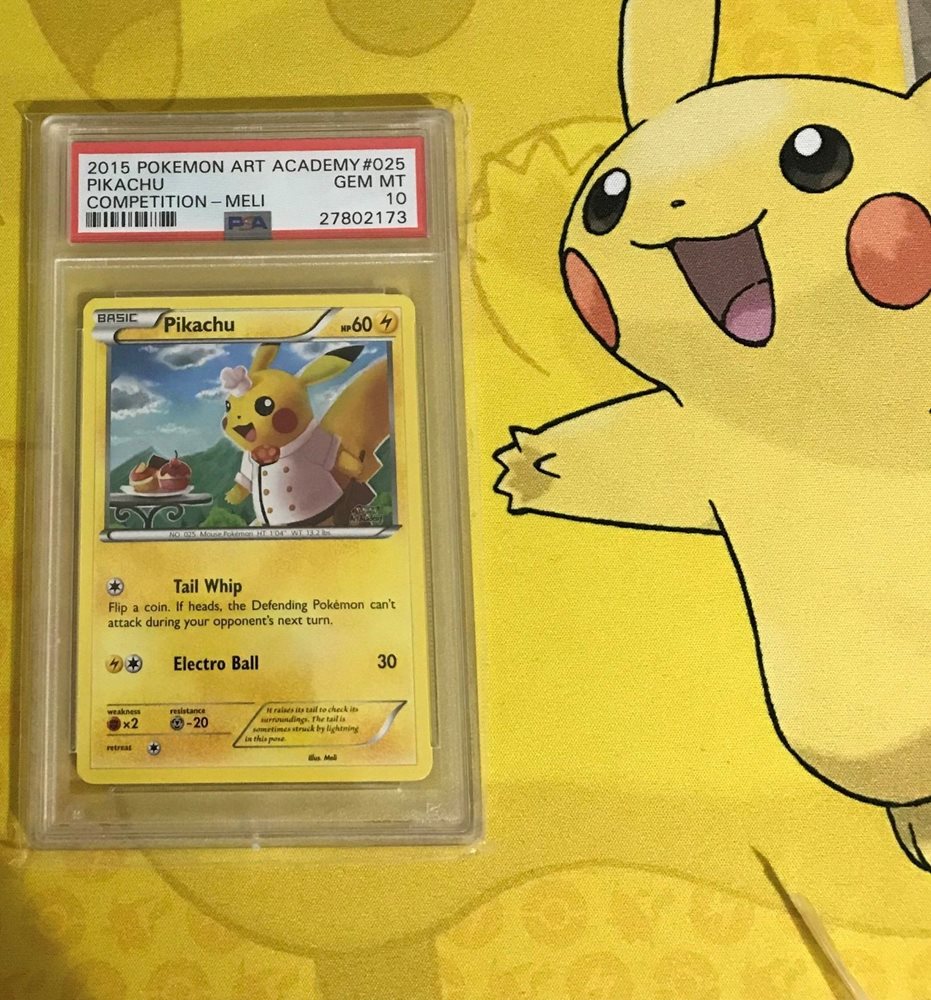 2015 POKEMON ART ACADEMY #025
PIKACHU GEM MT
COMPETITION – MELI 10
PSA 27802173
BASIC Pikachu HP60
NO. 025 Mouse Pokémon HT: 1'04" WT: 13.2 lbs.
Tail Whip
Flip a coin. If heads, the Defending Pokémon can't
attack during your opponent's next turn.
Electro Ball 30
weakness resistance
×2 -20
retreat
It raises its tail to check its
surroundings. The tail is
sometimes struck by lightning
in this pose.
Illus. Meli